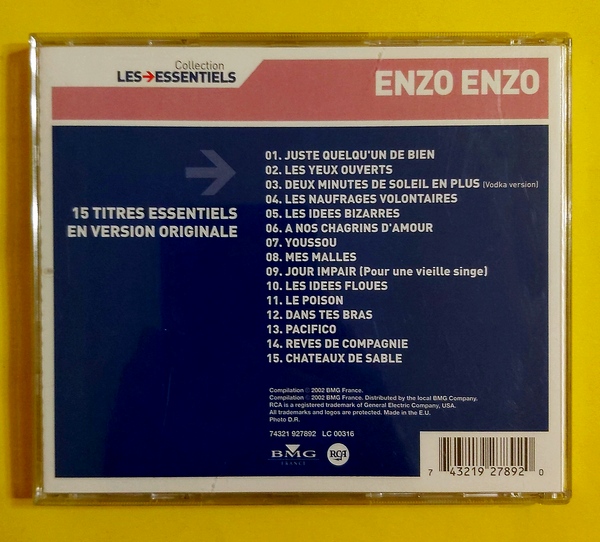 Collection
LES→ESSENTIELS
ENZO ENZO
15 TITRES ESSENTIELS
EN VERSION ORIGINALE
01. JUSTE QUELQU'UN DE BIEN
02. LES YEUX OUVERTS
03. DEUX MINUTES DE SOLEIL EN PLUS (Vodka version)
04. LES NAUFRAGES VOLONTAIRES
05. LES IDEES BIZARRES
06. A NOS CHAGRINS D'AMOUR
07. YOUSSOU
08. MES MALLES
09. JOUR IMPAIR (Pour une vieille singe)
10. LES IDEES FLOUES
11. LE POISON
12. DANS TES BRAS
13. PACIFICO
14. REVES DE COMPAGNIE
15. CHATEAUX DE SABLE
Compilation ℗ 2002 BMG France.
Compilation © 2002 BMG France. Distributed by the local BMG Company.
RCA is a registered trademark of General Electric Company, USA.
All trademarks and logos are protected. Made in the E.U.
Photo D.R.
74321 927892 LC 00316
BMG
FRANCE
RCA
7 43219 27892 0